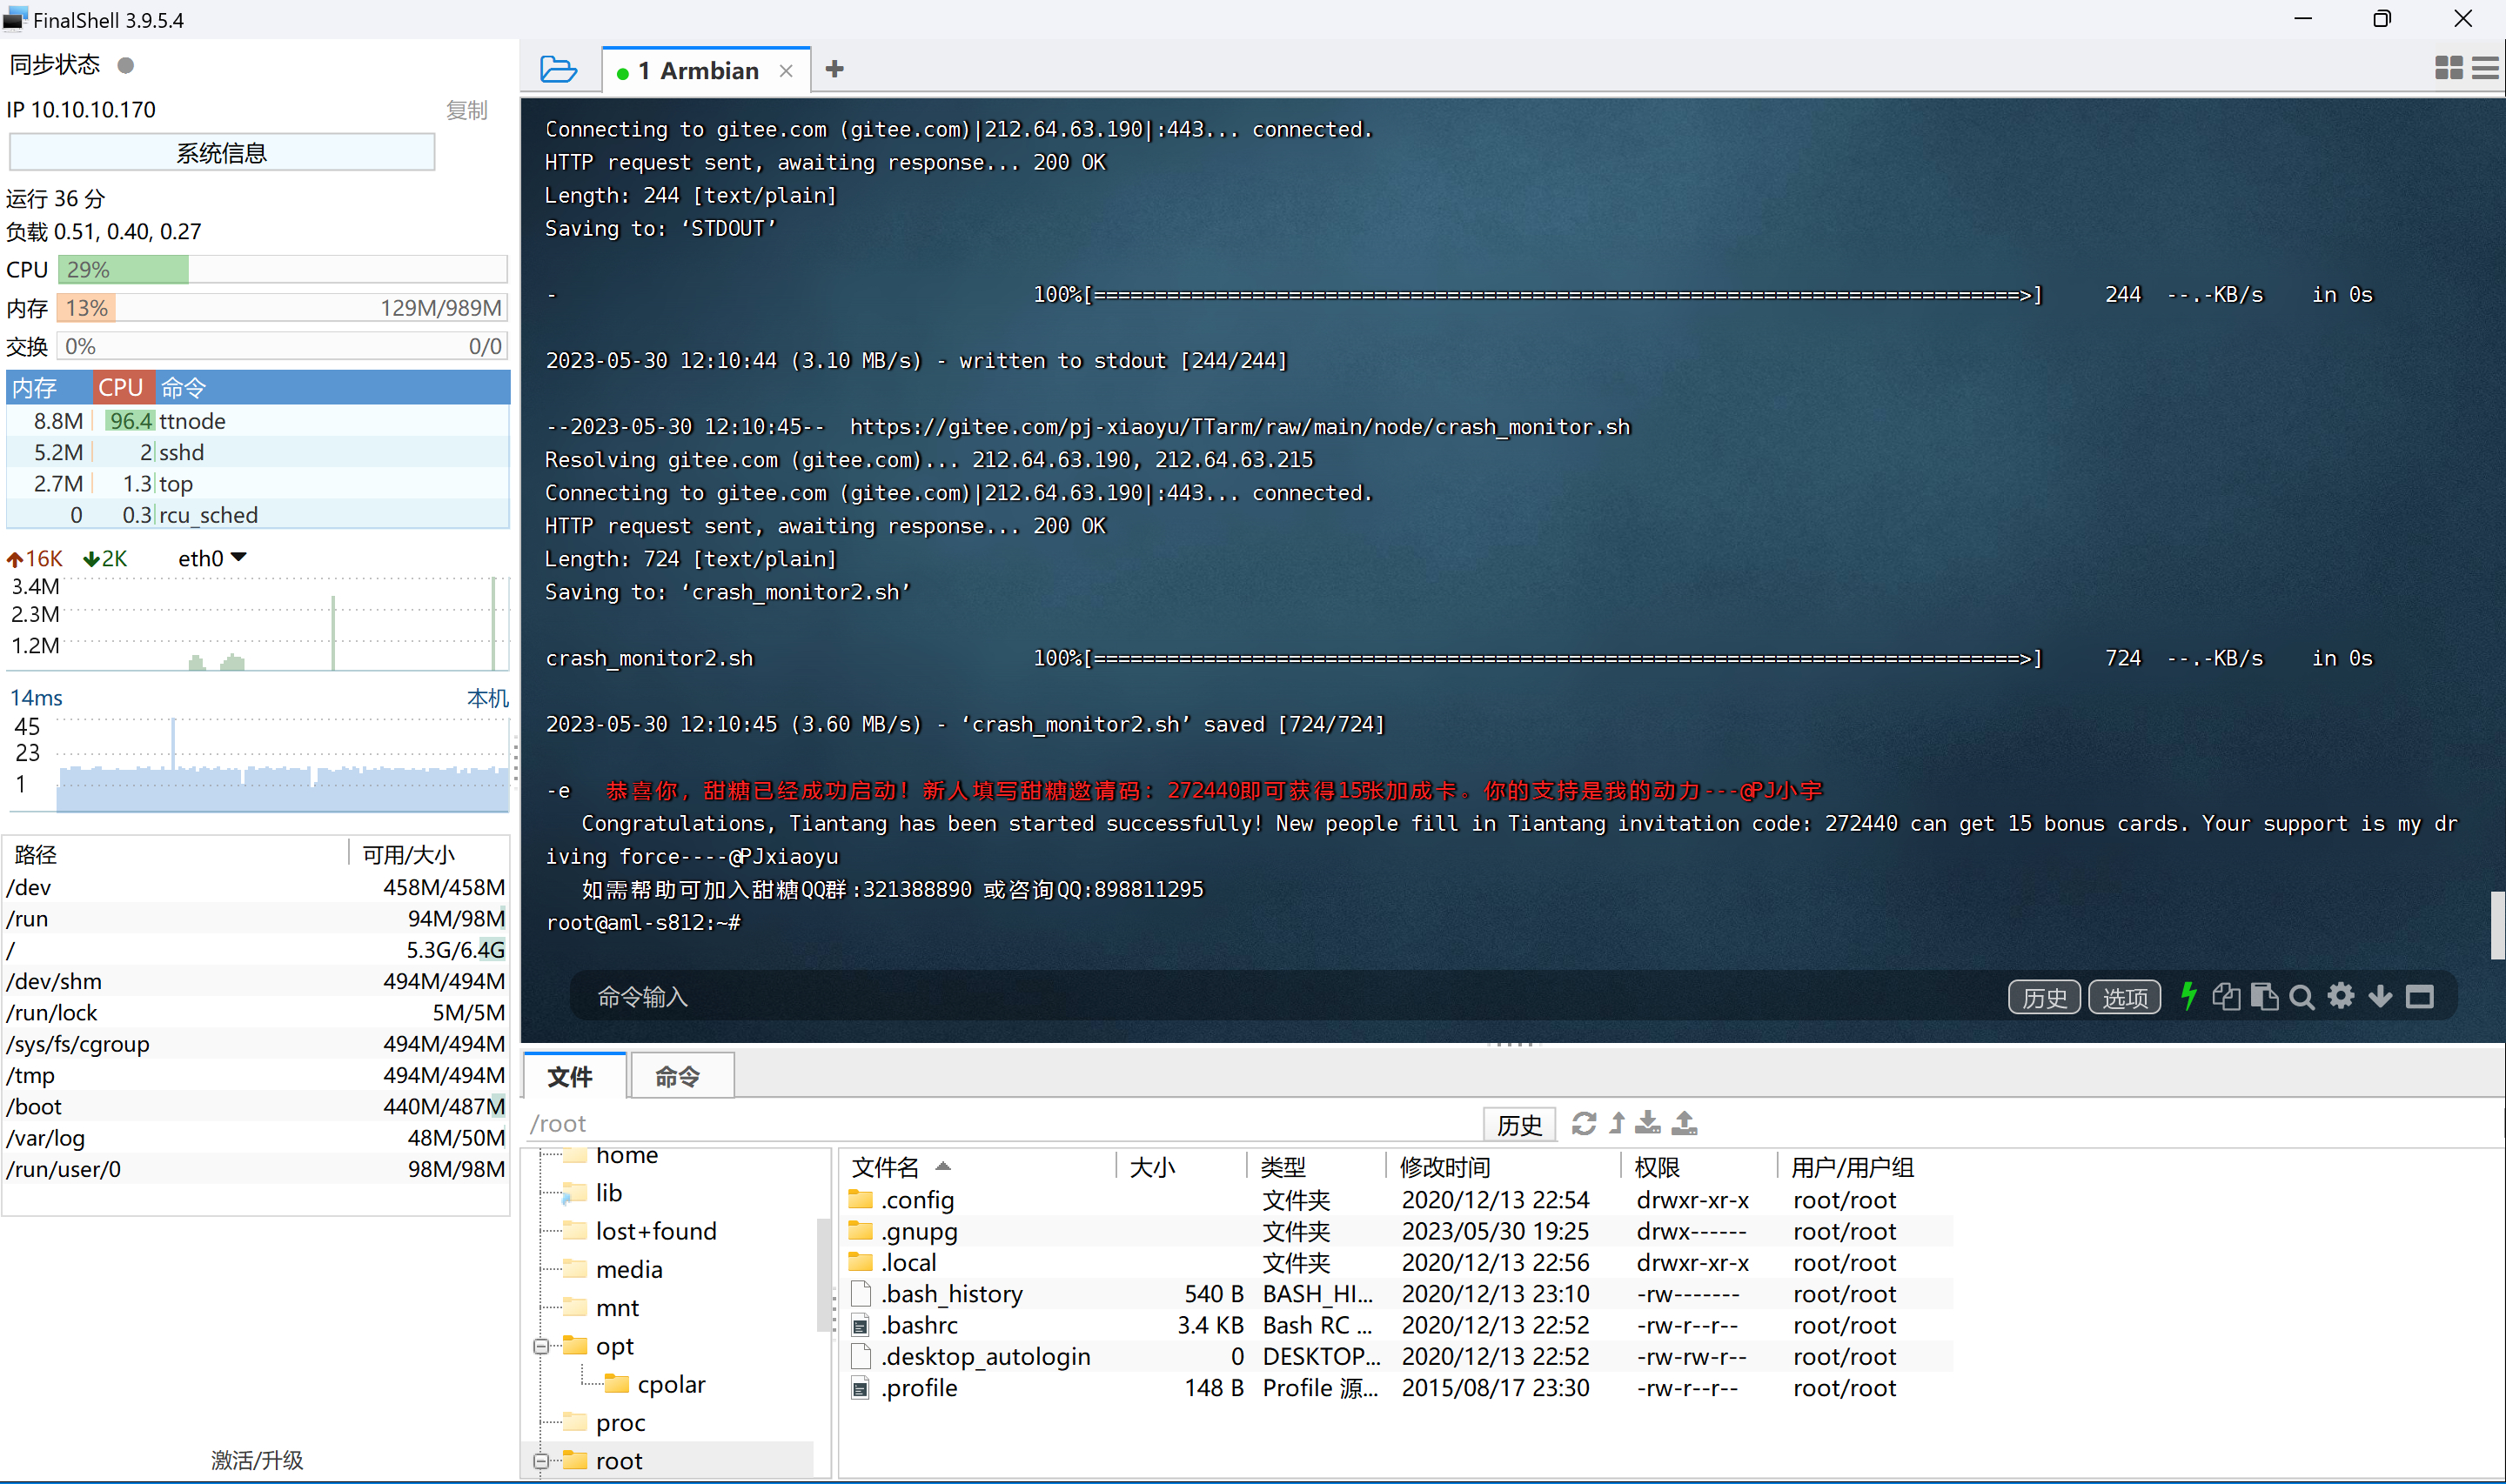 FinalShell 3.9.5.4
同步状态
IP 10.10.10.170
复制
系统信息
运行 36 分
负载 0.51, 0.40, 0.27
CPU 29%
内存 13% 129M/989M
交换 0% 0/0
内存 CPU 命令
8.8M 96.4 ttnode
5.2M 2 sshd
2.7M 1.3 top
0 0.3 rcu_sched
16K 2K eth0
3.4M
2.3M
1.2M
14ms 本机
45
23
1
路径 可用/大小
/dev 458M/458M
/run 94M/98M
/ 5.3G/6.4G
/dev/shm 494M/494M
/run/lock 5M/5M
/sys/fs/cgroup 494M/494M
/tmp 494M/494M
/boot 440M/487M
/var/log 48M/50M
/run/user/0 98M/98M
激活/升级
1 Armbian
Connecting to gitee.com (gitee.com)|212.64.63.190|:443... connected.
HTTP request sent, awaiting response... 200 OK
Length: 244 [text/plain]
Saving to: ‘STDOUT’
- 100%[============================================================================>] 244 --.-KB/s in 0s
2023-05-30 12:10:44 (3.10 MB/s) - written to stdout [244/244]
--2023-05-30 12:10:45-- https://gitee.com/pj-xiaoyu/TTarm/raw/main/node/crash_monitor.sh
Resolving gitee.com (gitee.com)... 212.64.63.190, 212.64.63.215
Connecting to gitee.com (gitee.com)|212.64.63.190|:443... connected.
HTTP request sent, awaiting response... 200 OK
Length: 724 [text/plain]
Saving to: ‘crash_monitor2.sh’
crash_monitor2.sh 100%[============================================================================>] 724 --.-KB/s in 0s
2023-05-30 12:10:45 (3.60 MB/s) - ‘crash_monitor2.sh’ saved [724/724]
-e 恭喜你，甜糖已经成功启动！新人填写甜糖邀请码：272440即可获得15张加成卡。你的支持是我的动力---@PJ小宇
Congratulations, Tiantang has been started successfully! New people fill in Tiantang invitation code: 272440 can get 15 bonus cards. Your support is my dr
iving force----@PJxiaoyu
如需帮助可加入甜糖QQ群:321388890 或咨询QQ:898811295
root@aml-s812:~#
命令输入
历史 选项
文件 命令
/root
历史
home
lib
lost+found
media
mnt
opt
cpolar
proc
root
文件名 大小 类型 修改时间 权限 用户/用户组
.config 文件夹 2020/12/13 22:54 drwxr-xr-x root/root
.gnupg 文件夹 2023/05/30 19:25 drwx------ root/root
.local 文件夹 2020/12/13 22:56 drwxr-xr-x root/root
.bash_history 540 B BASH_HI... 2020/12/13 23:10 -rw------- root/root
.bashrc 3.4 KB Bash RC ... 2020/12/13 22:52 -rw-r--r-- root/root
.desktop_autologin 0 DESKTOP... 2020/12/13 22:52 -rw-rw-r-- root/root
.profile 148 B Profile 源... 2015/08/17 23:30 -rw-r--r-- root/root